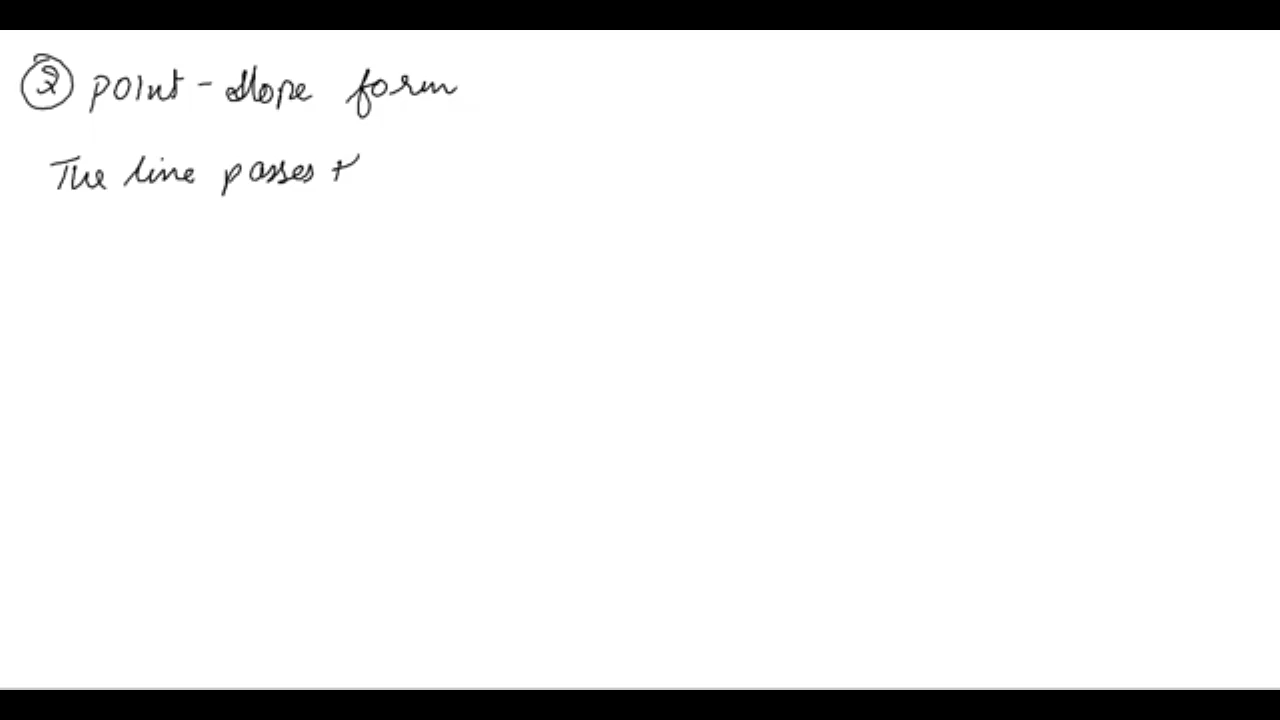 ② point - slope form
The line passes t